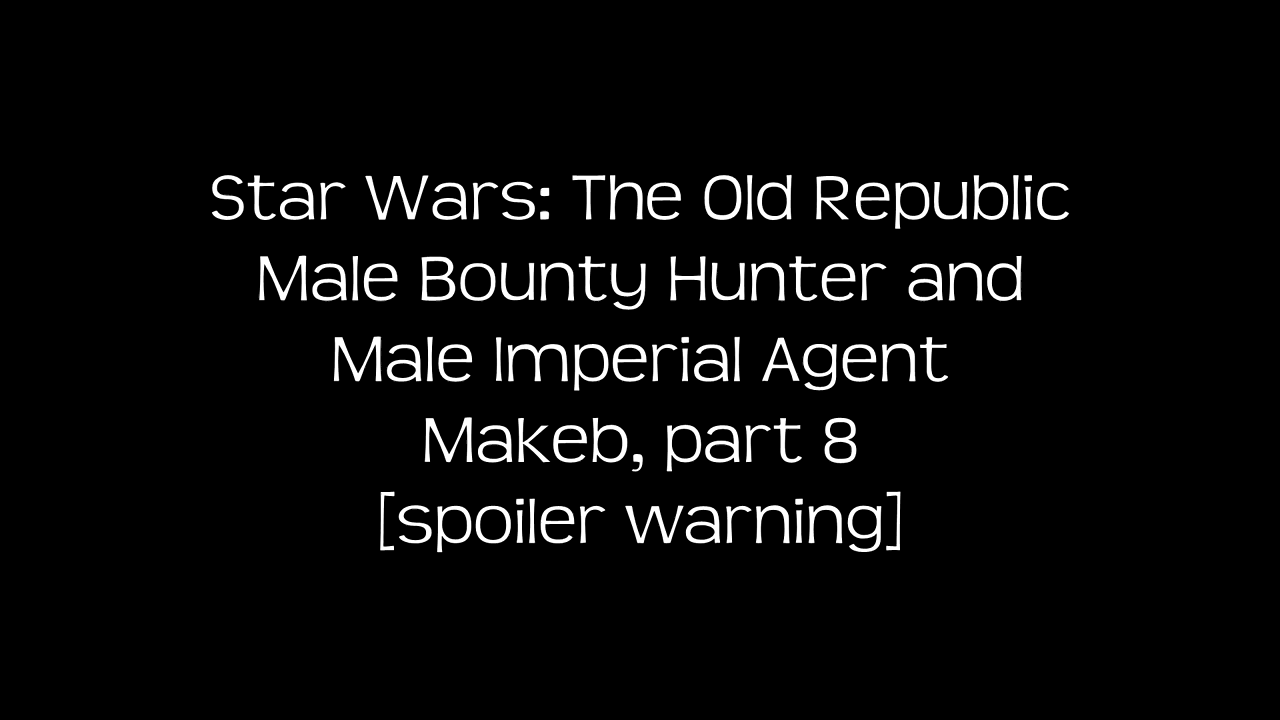 Star Wars: The Old Republic
Male Bounty Hunter and
Male Imperial Agent
Makeb, part 8
[spoiler warning]